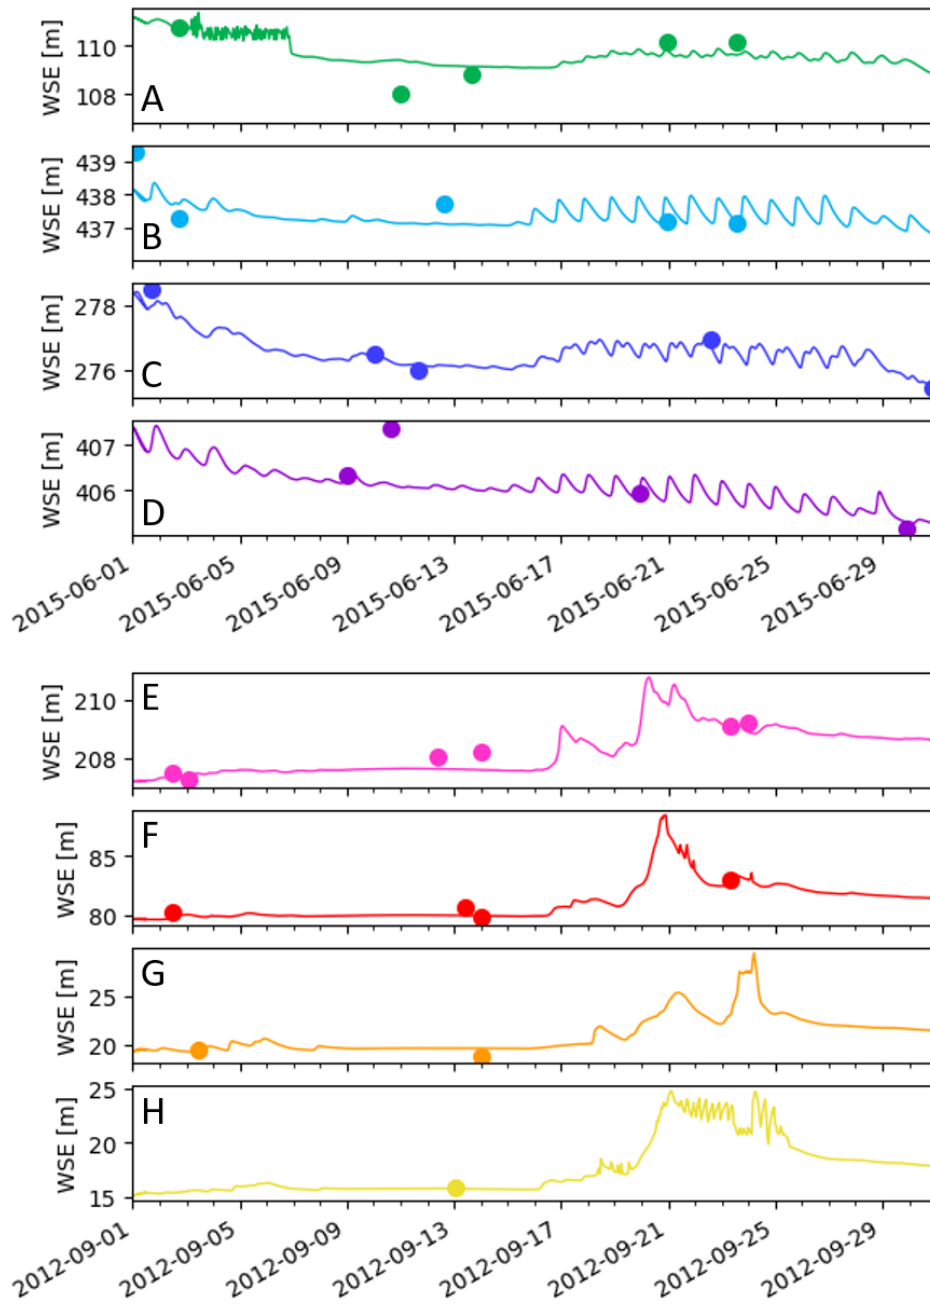 WSE [m]
110
108
A
WSE [m]
439
438
437
B
WSE [m]
278
276
C
WSE [m]
407
406
D
2015-06-01
2015-06-05
2015-06-09
2015-06-13
2015-06-17
2015-06-21
2015-06-25
2015-06-29
WSE [m]
210
208
E
WSE [m]
85
80
F
WSE [m]
25
20
G
WSE [m]
25
20
15
H
2012-09-01
2012-09-05
2012-09-09
2012-09-13
2012-09-17
2012-09-21
2012-09-25
2012-09-29